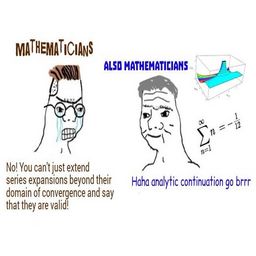 MATHEMATICIANS
No! You can't just extend
series expansions beyond their
domain of convergence and say
that they are valid!
ALSO MATHEMATICIANS
∞
∑ n = -1/12
n=1
Haha analytic continuation go brrr